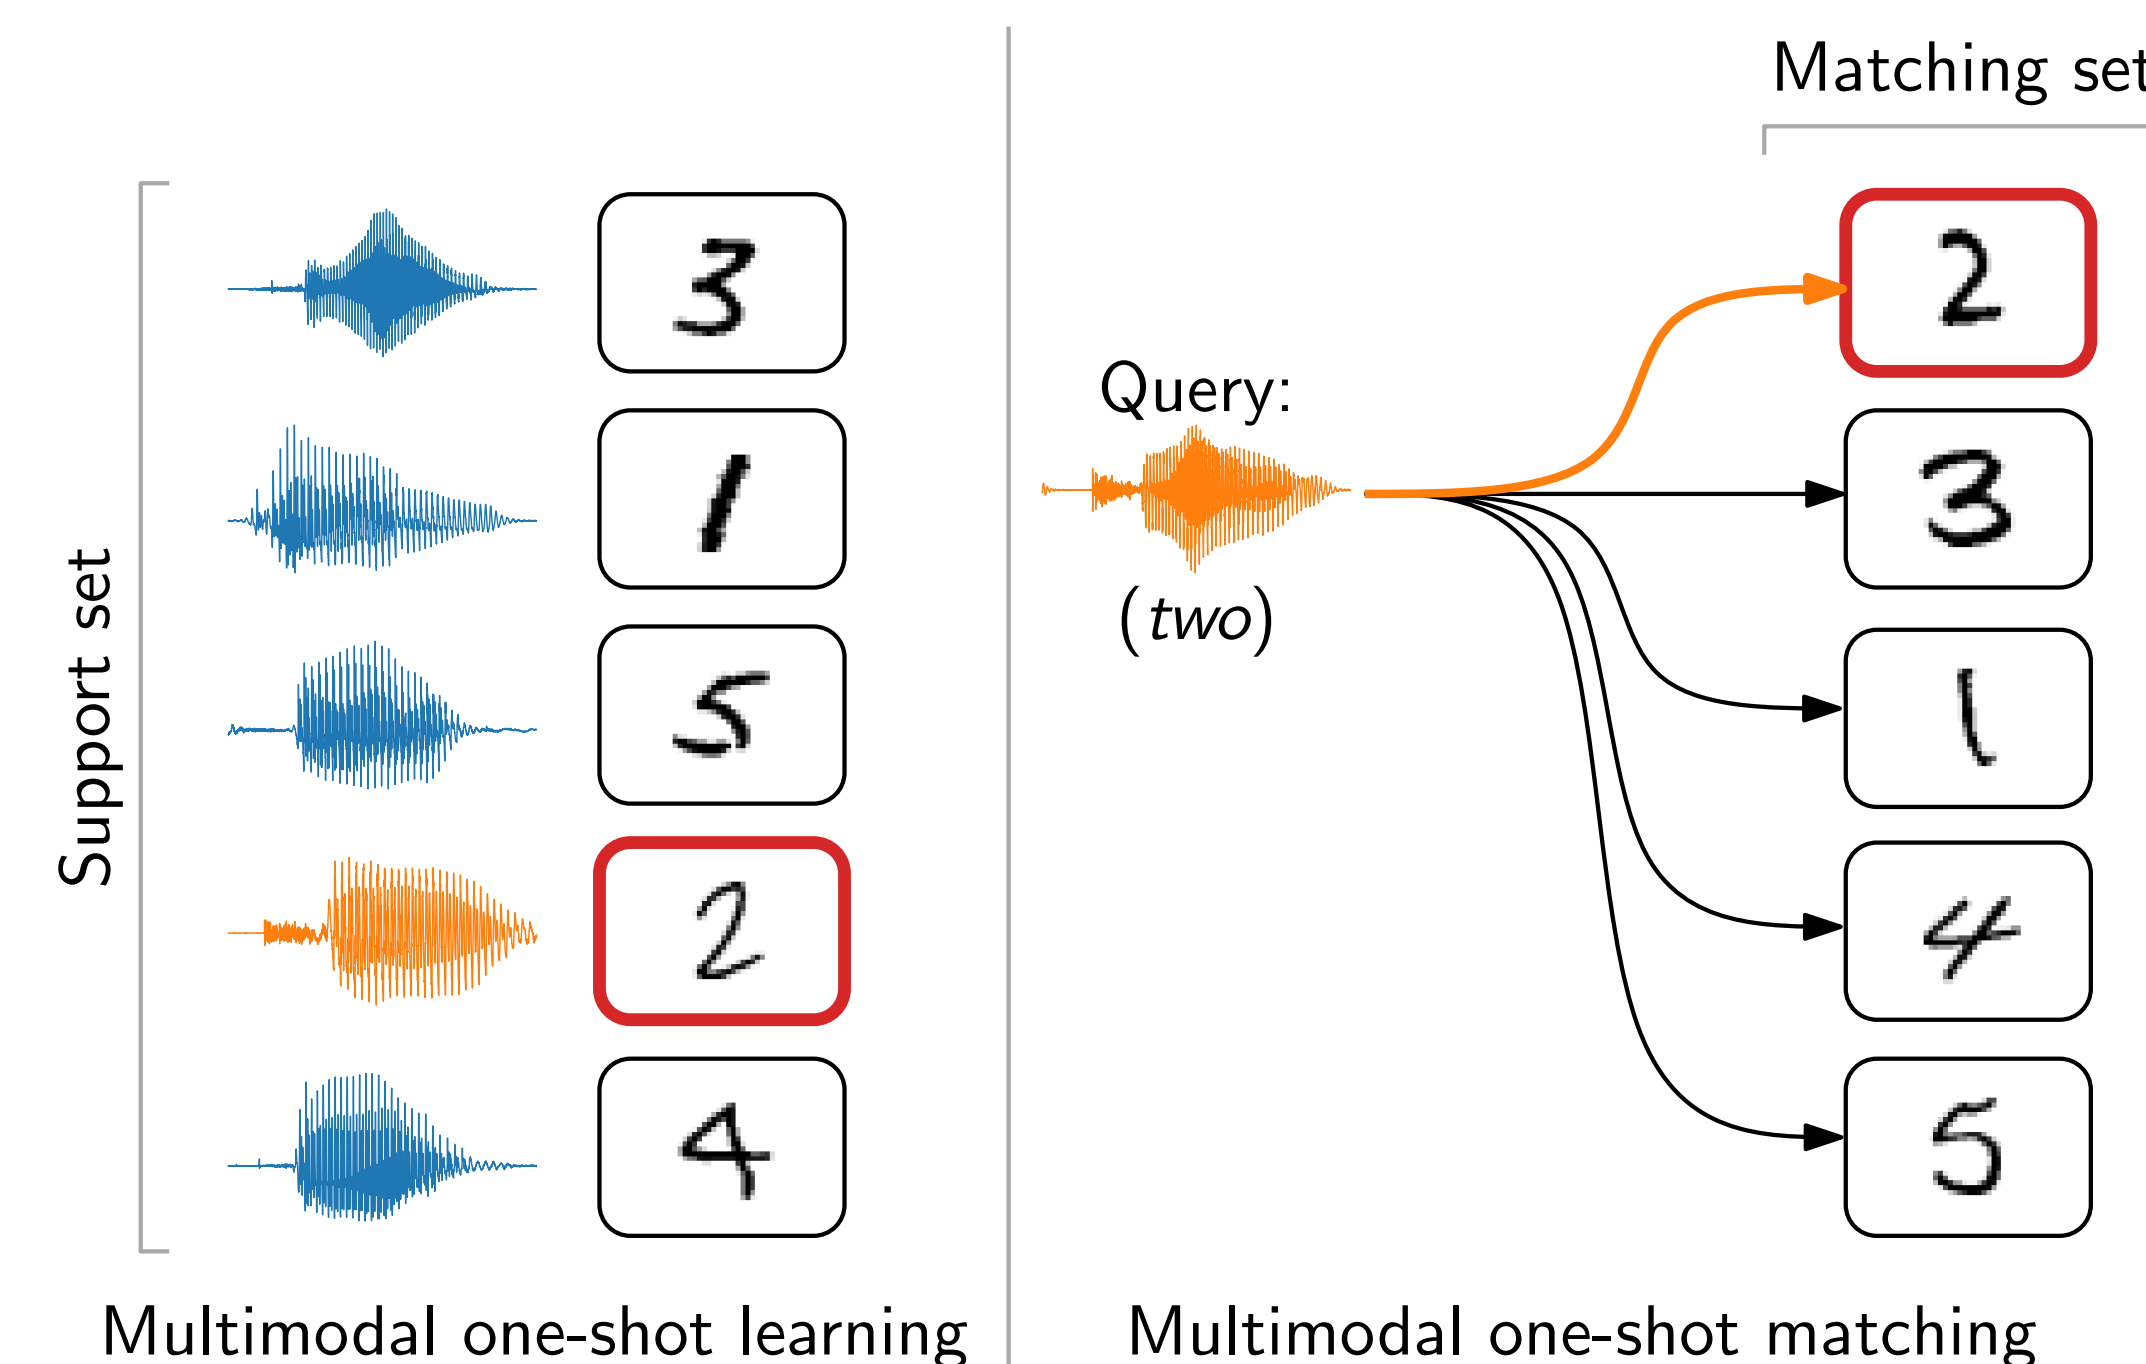 Support set
3
1
5
2
4
Multimodal one-shot learning
Matching set
Query:
(two)
2
3
1
4
5
Multimodal one-shot matching